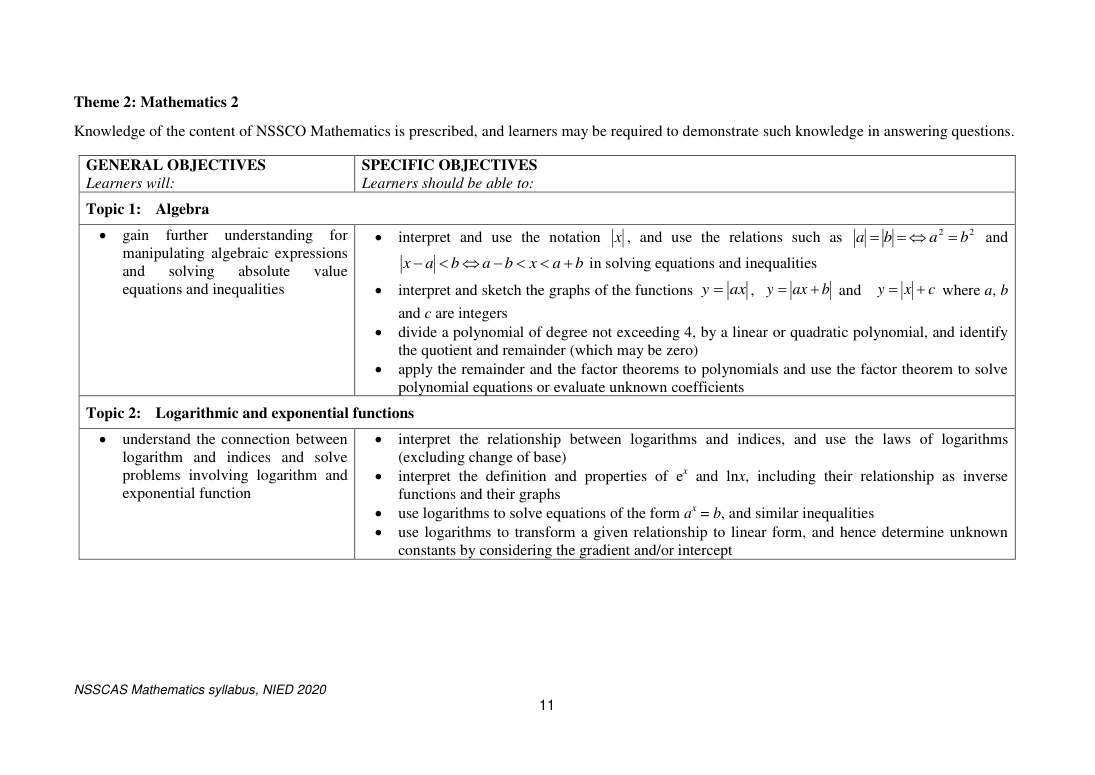 Theme 2: Mathematics 2
Knowledge of the content of NSSCO Mathematics is prescribed, and learners may be required to demonstrate such knowledge in answering questions.
GENERAL OBJECTIVES
Learners will:
SPECIFIC OBJECTIVES
Learners should be able to:
Topic 1: Algebra
• gain further understanding for
manipulating algebraic expressions
and solving absolute value
equations and inequalities
• interpret and use the notation |x|, and use the relations such as |a|=|b|=⇔a²=b² and
|x−a|<b⇔a−b<x<a+b in solving equations and inequalities
• interpret and sketch the graphs of the functions y=|ax|, y=|ax+b| and y=|x|+c where a, b
and c are integers
• divide a polynomial of degree not exceeding 4, by a linear or quadratic polynomial, and identify
the quotient and remainder (which may be zero)
• apply the remainder and the factor theorems to polynomials and use the factor theorem to solve
polynomial equations or evaluate unknown coefficients
Topic 2: Logarithmic and exponential functions
• understand the connection between
logarithm and indices and solve
problems involving logarithm and
exponential function
• interpret the relationship between logarithms and indices, and use the laws of logarithms
(excluding change of base)
• interpret the definition and properties of eˣ and lnx, including their relationship as inverse
functions and their graphs
• use logarithms to solve equations of the form aˣ = b, and similar inequalities
• use logarithms to transform a given relationship to linear form, and hence determine unknown
constants by considering the gradient and/or intercept
NSSCAS Mathematics syllabus, NIED 2020
11